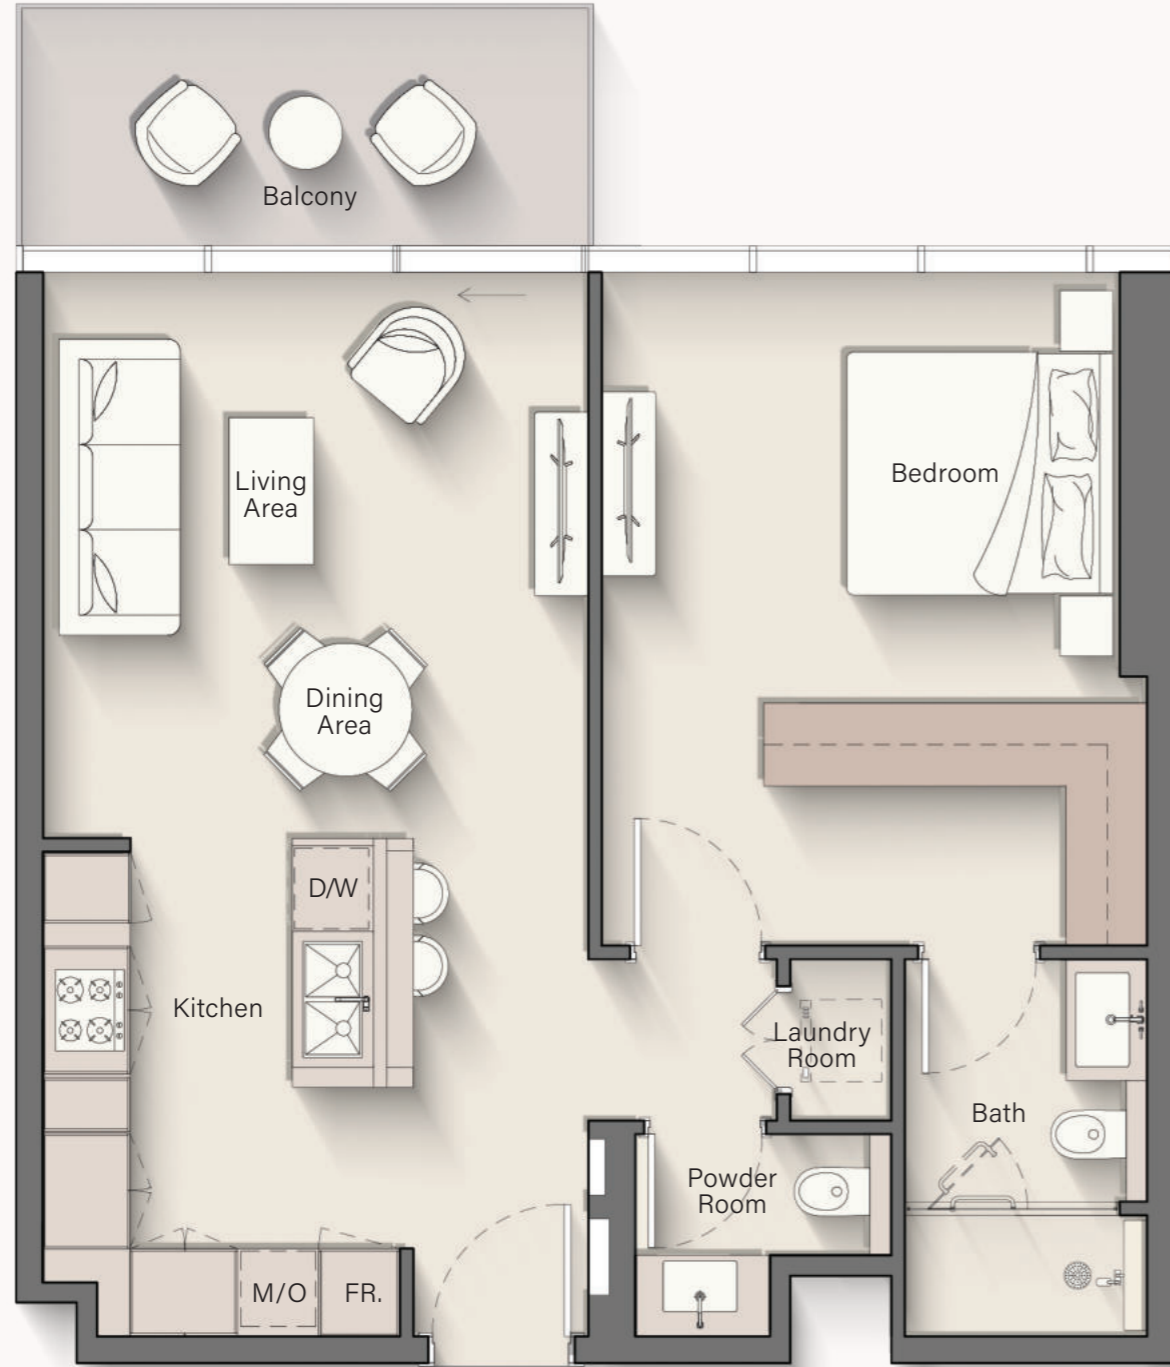 Balcony
Living
Area
Bedroom
Dining
Area
D/W
Kitchen
Laundry
Room
Bath
Powder
Room
M/O
FR.